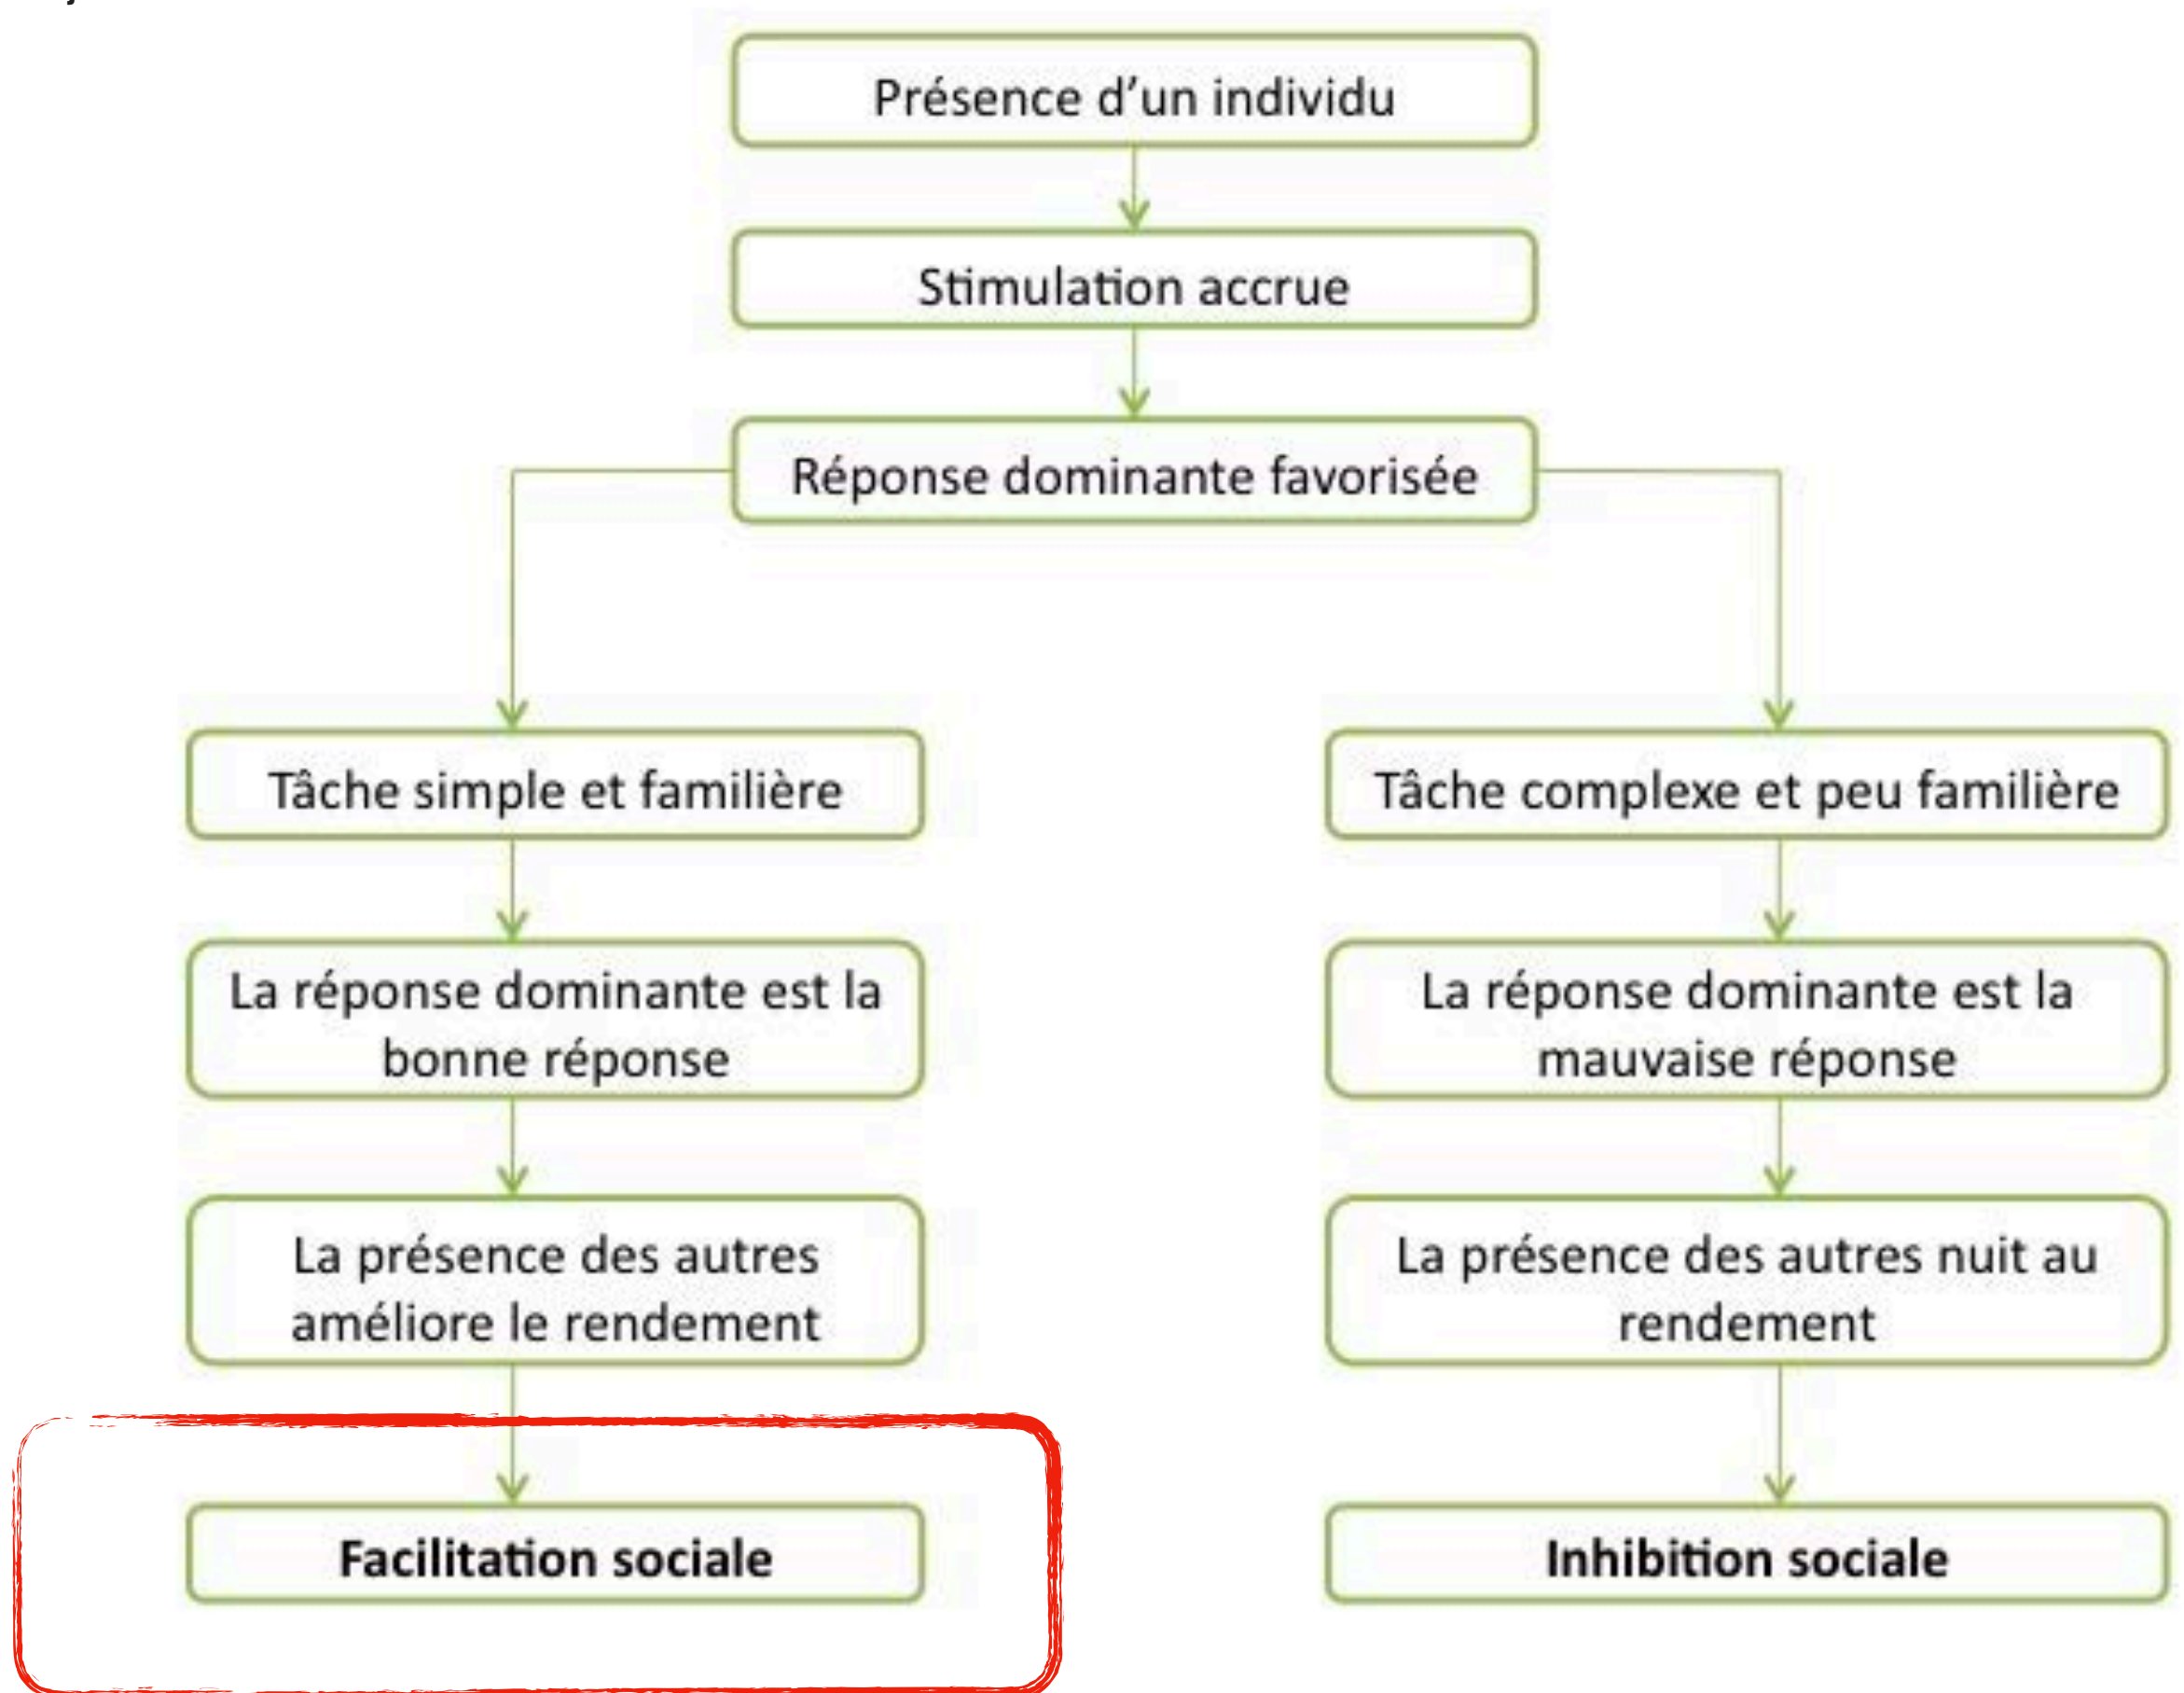 Présence d’un individu
Stimulation accrue
Réponse dominante favorisée
Tâche simple et familière
Tâche complexe et peu familière
La réponse dominante est la
bonne réponse
La réponse dominante est la
mauvaise réponse
La présence des autres
améliore le rendement
La présence des autres nuit au
rendement
Facilitation sociale
Inhibition sociale